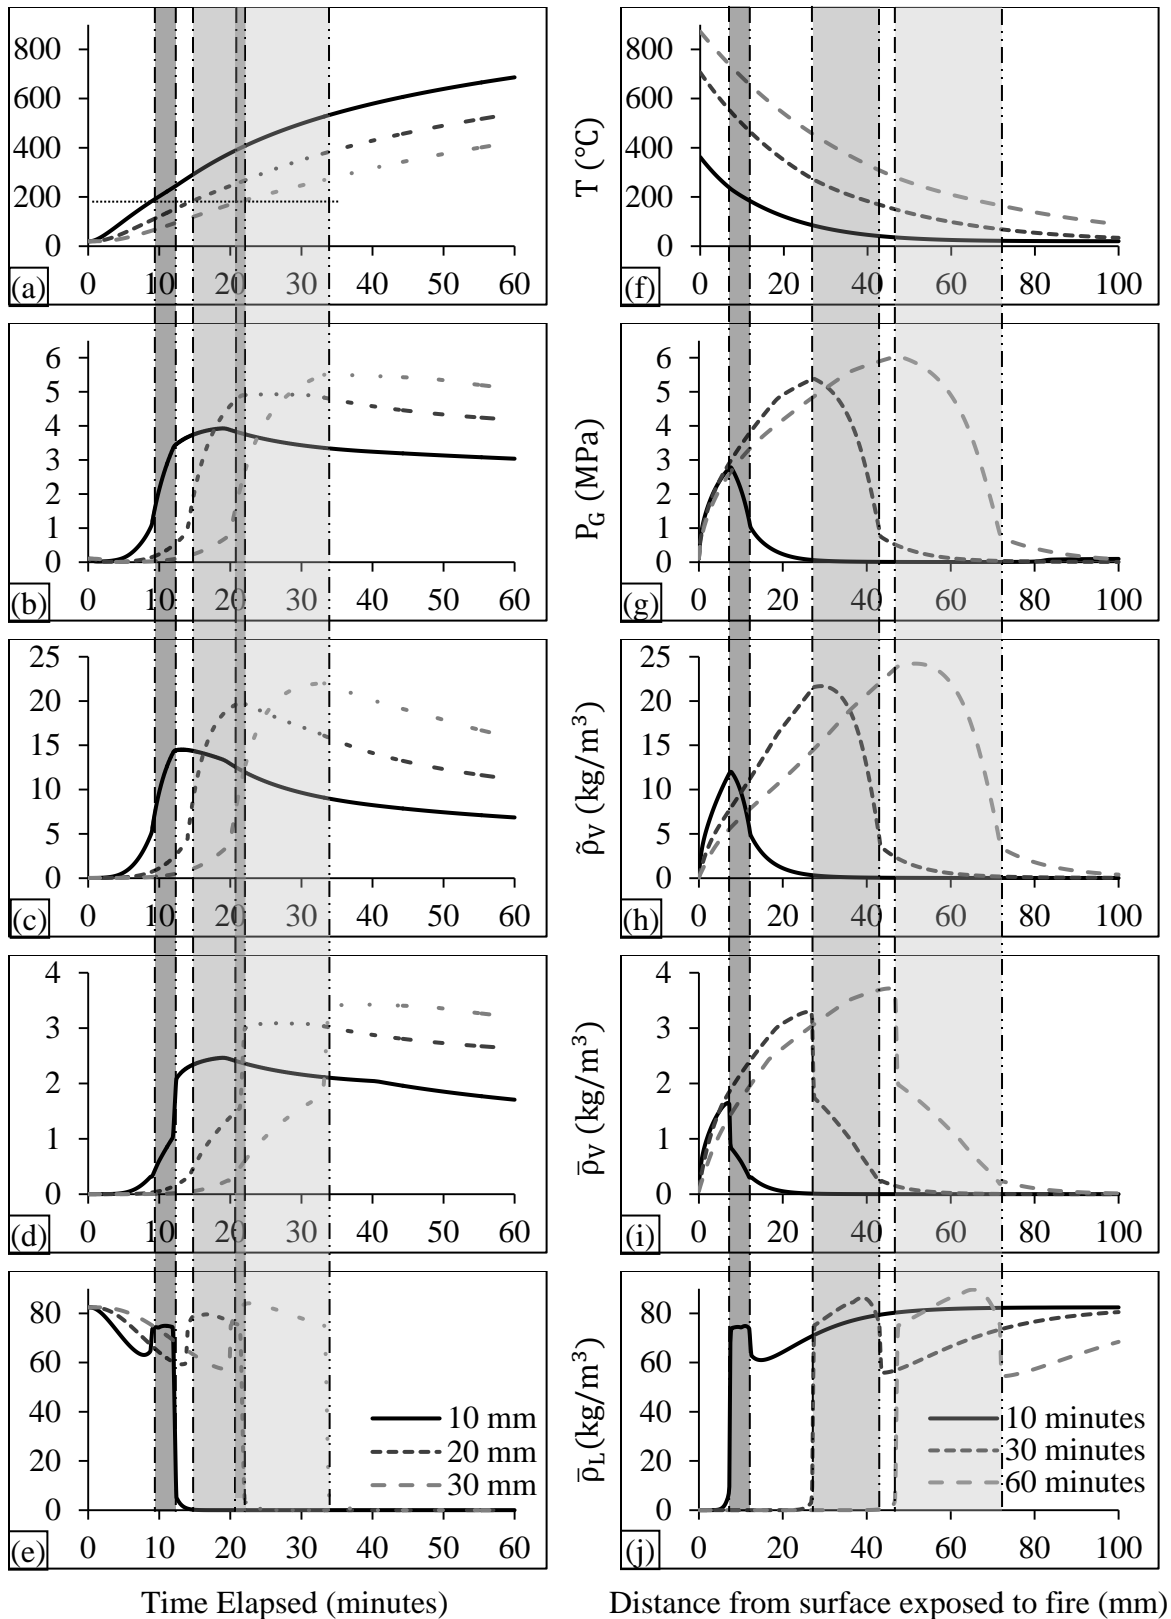 800
600
400
200
0
(a)
0 10 20 30 40 50 60
T (°C)
800
600
400
200
0
(f)
0 20 40 60 80 100
6
5
4
3
2
1
0
(b)
0 10 20 30 40 50 60
P_G (MPa)
6
5
4
3
2
1
0
(g)
0 20 40 60 80 100
25
20
15
10
5
0
(c)
0 10 20 30 40 50 60
ρ̃_V (kg/m³)
25
20
15
10
5
0
(h)
0 20 40 60 80 100
4
3
2
1
0
(d)
0 10 20 30 40 50 60
ρ̅_V (kg/m³)
4
3
2
1
0
(i)
0 20 40 60 80 100
80
60
40
20
0
10 mm
20 mm
30 mm
(e)
0 10 20 30 40 50 60
Time Elapsed (minutes)
ρ̅_L(kg/m³)
80
60
40
20
0
10 minutes
30 minutes
60 minutes
(j)
0 20 40 60 80 100
Distance from surface exposed to fire (mm)